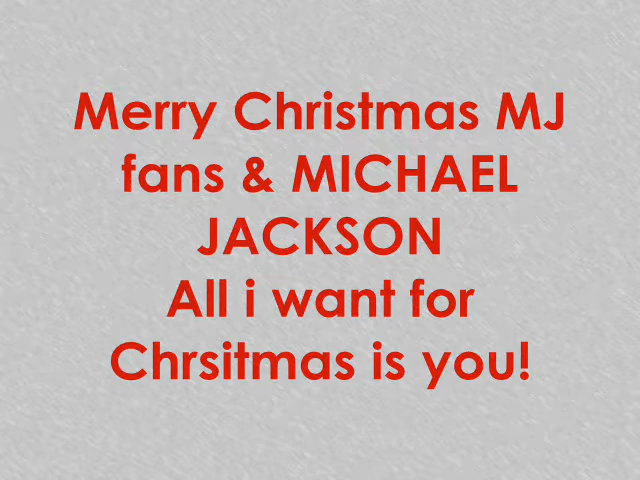 Merry Christmas MJ
fans & MICHAEL
JACKSON
All i want for
Chrsitmas is you!